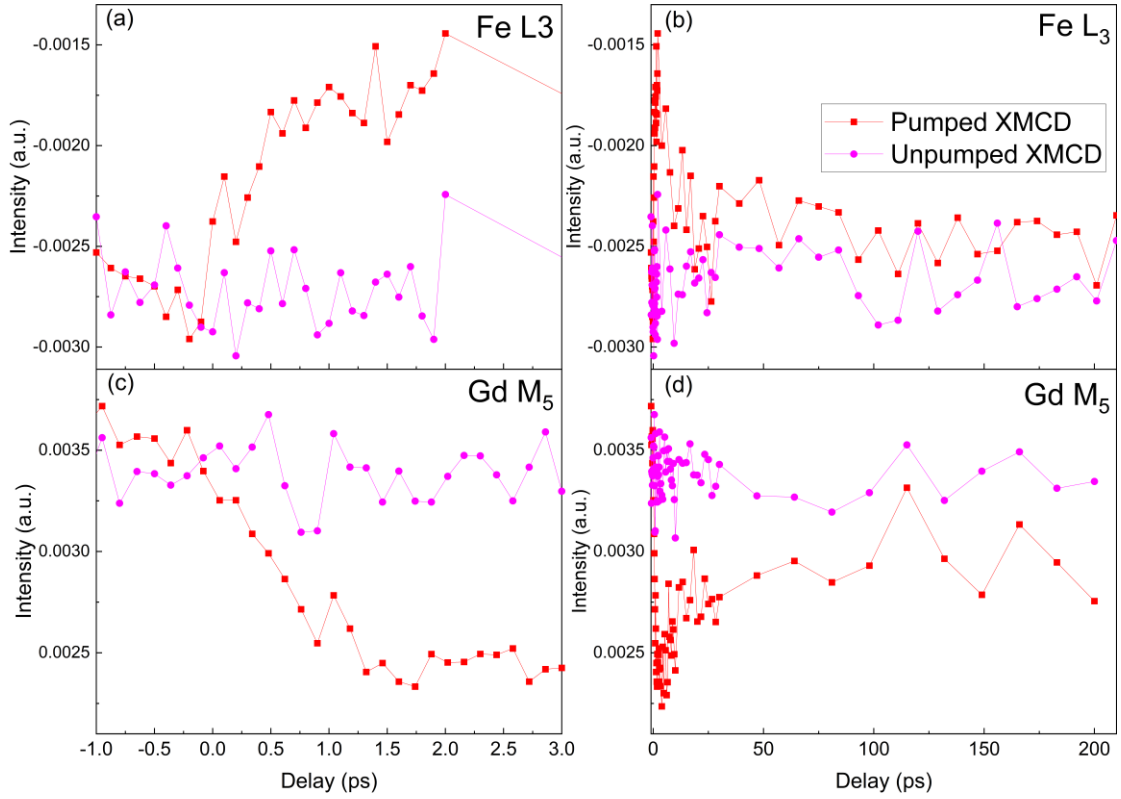 (a)
Fe L3
Intensity (a.u.)
-0.0015
-0.0020
-0.0025
-0.0030
(b)
Fe L₃
Pumped XMCD
Unpumped XMCD
Intensity (a.u.)
-0.0015
-0.0020
-0.0025
-0.0030
(c)
Gd M₅
Intensity (a.u.)
0.0035
0.0030
0.0025
-1.0 -0.5 0.0 0.5 1.0 1.5 2.0 2.5 3.0
Delay (ps)
(d)
Gd M₅
Intensity (a.u.)
0.0035
0.0030
0.0025
0 50 100 150 200
Delay (ps)